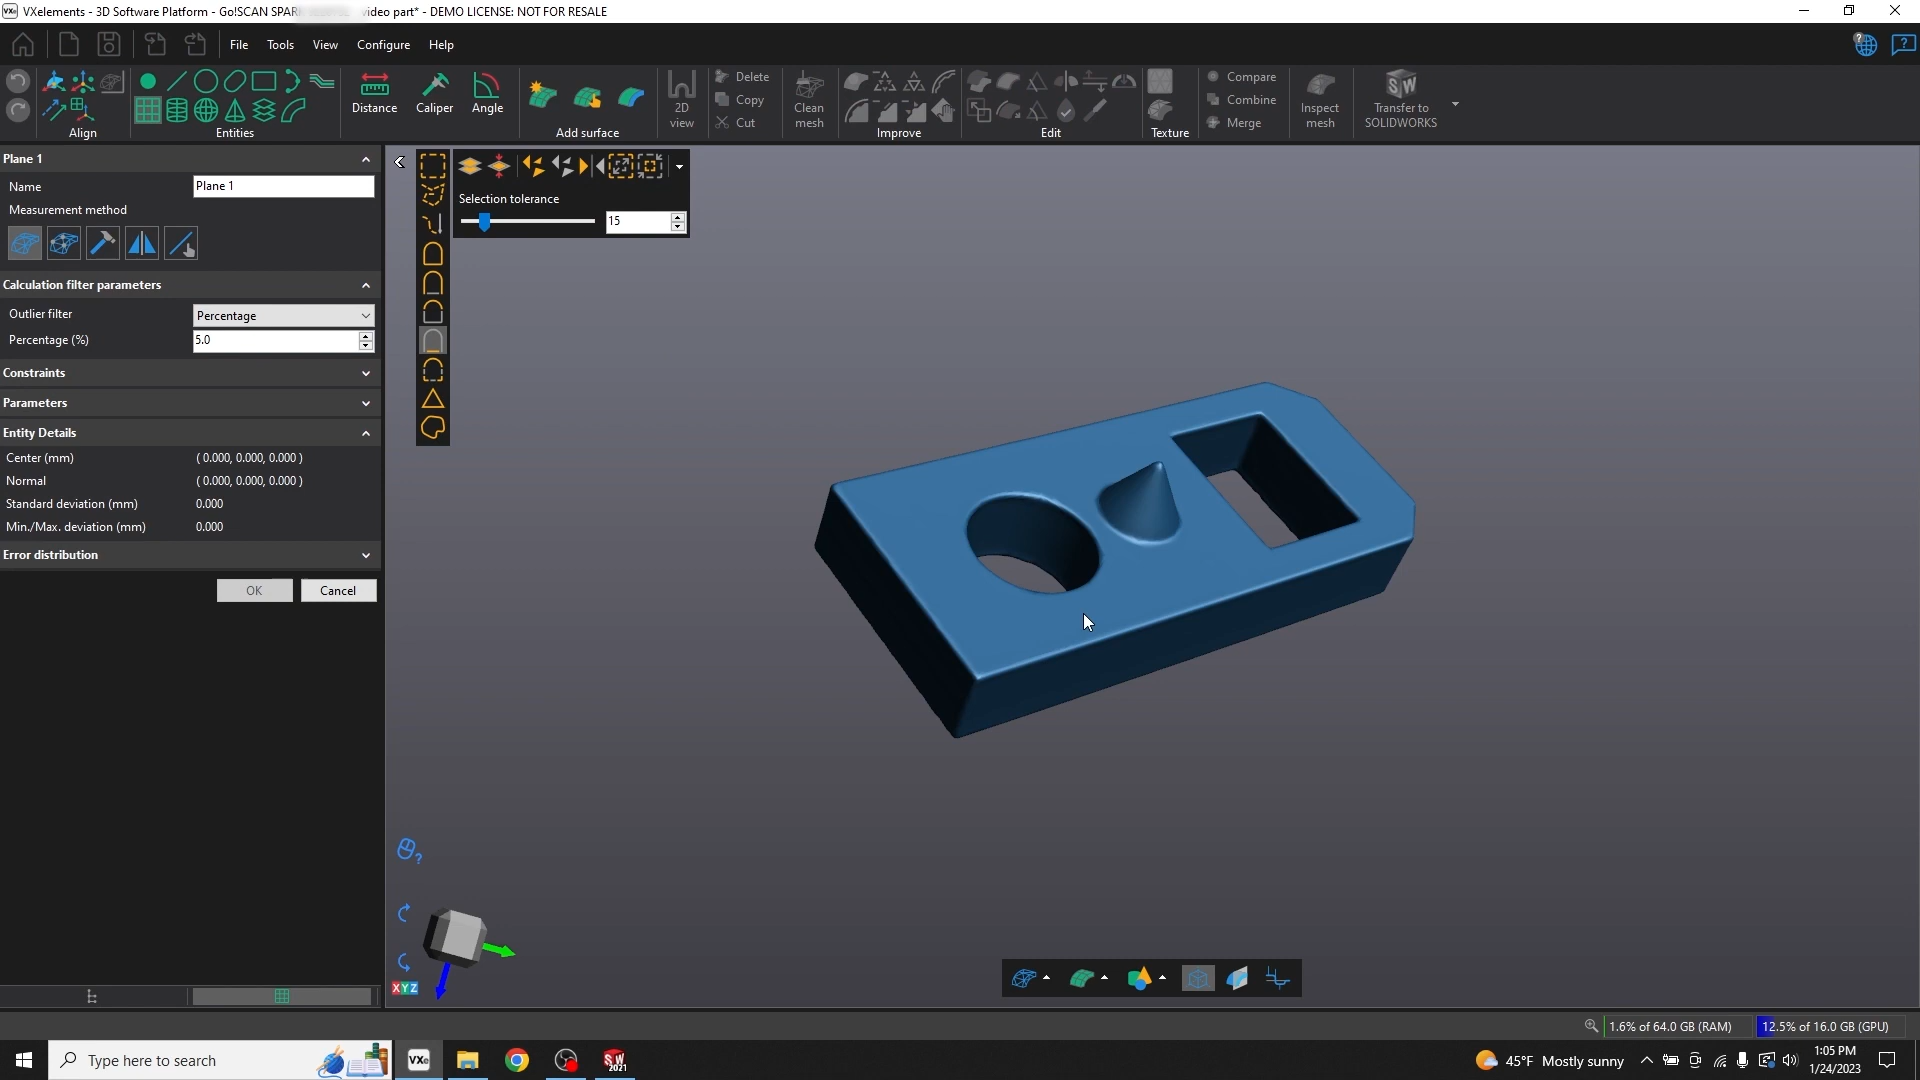 VXelements - 3D Software Platform - Go!SCAN SPAR video part* - DEMO LICENSE: NOT FOR RESALE
File Tools View Configure Help
Align
Entities
Distance
Caliper
Angle
Add surface
2D view
Delete
Copy
Cut
Clean mesh
Improve
Edit
Texture
Compare
Combine
Merge
Inspect mesh
Transfer to SOLIDWORKS
Plane 1
Name Plane 1
Measurement method
Calculation filter parameters
Outlier filter Percentage
Percentage (%) 5.0
Constraints
Parameters
Entity Details
Center (mm) ( 0.000, 0.000, 0.000 )
Normal ( 0.000, 0.000, 0.000 )
Standard deviation (mm) 0.000
Min./Max. deviation (mm) 0.000
Error distribution
OK Cancel
Selection tolerance
15
XYZ
1.6% of 64.0 GB (RAM) 12.5% of 16.0 GB (GPU)
Type here to search
VXe
SW 2021
45°F Mostly sunny
1:05 PM
1/24/2023